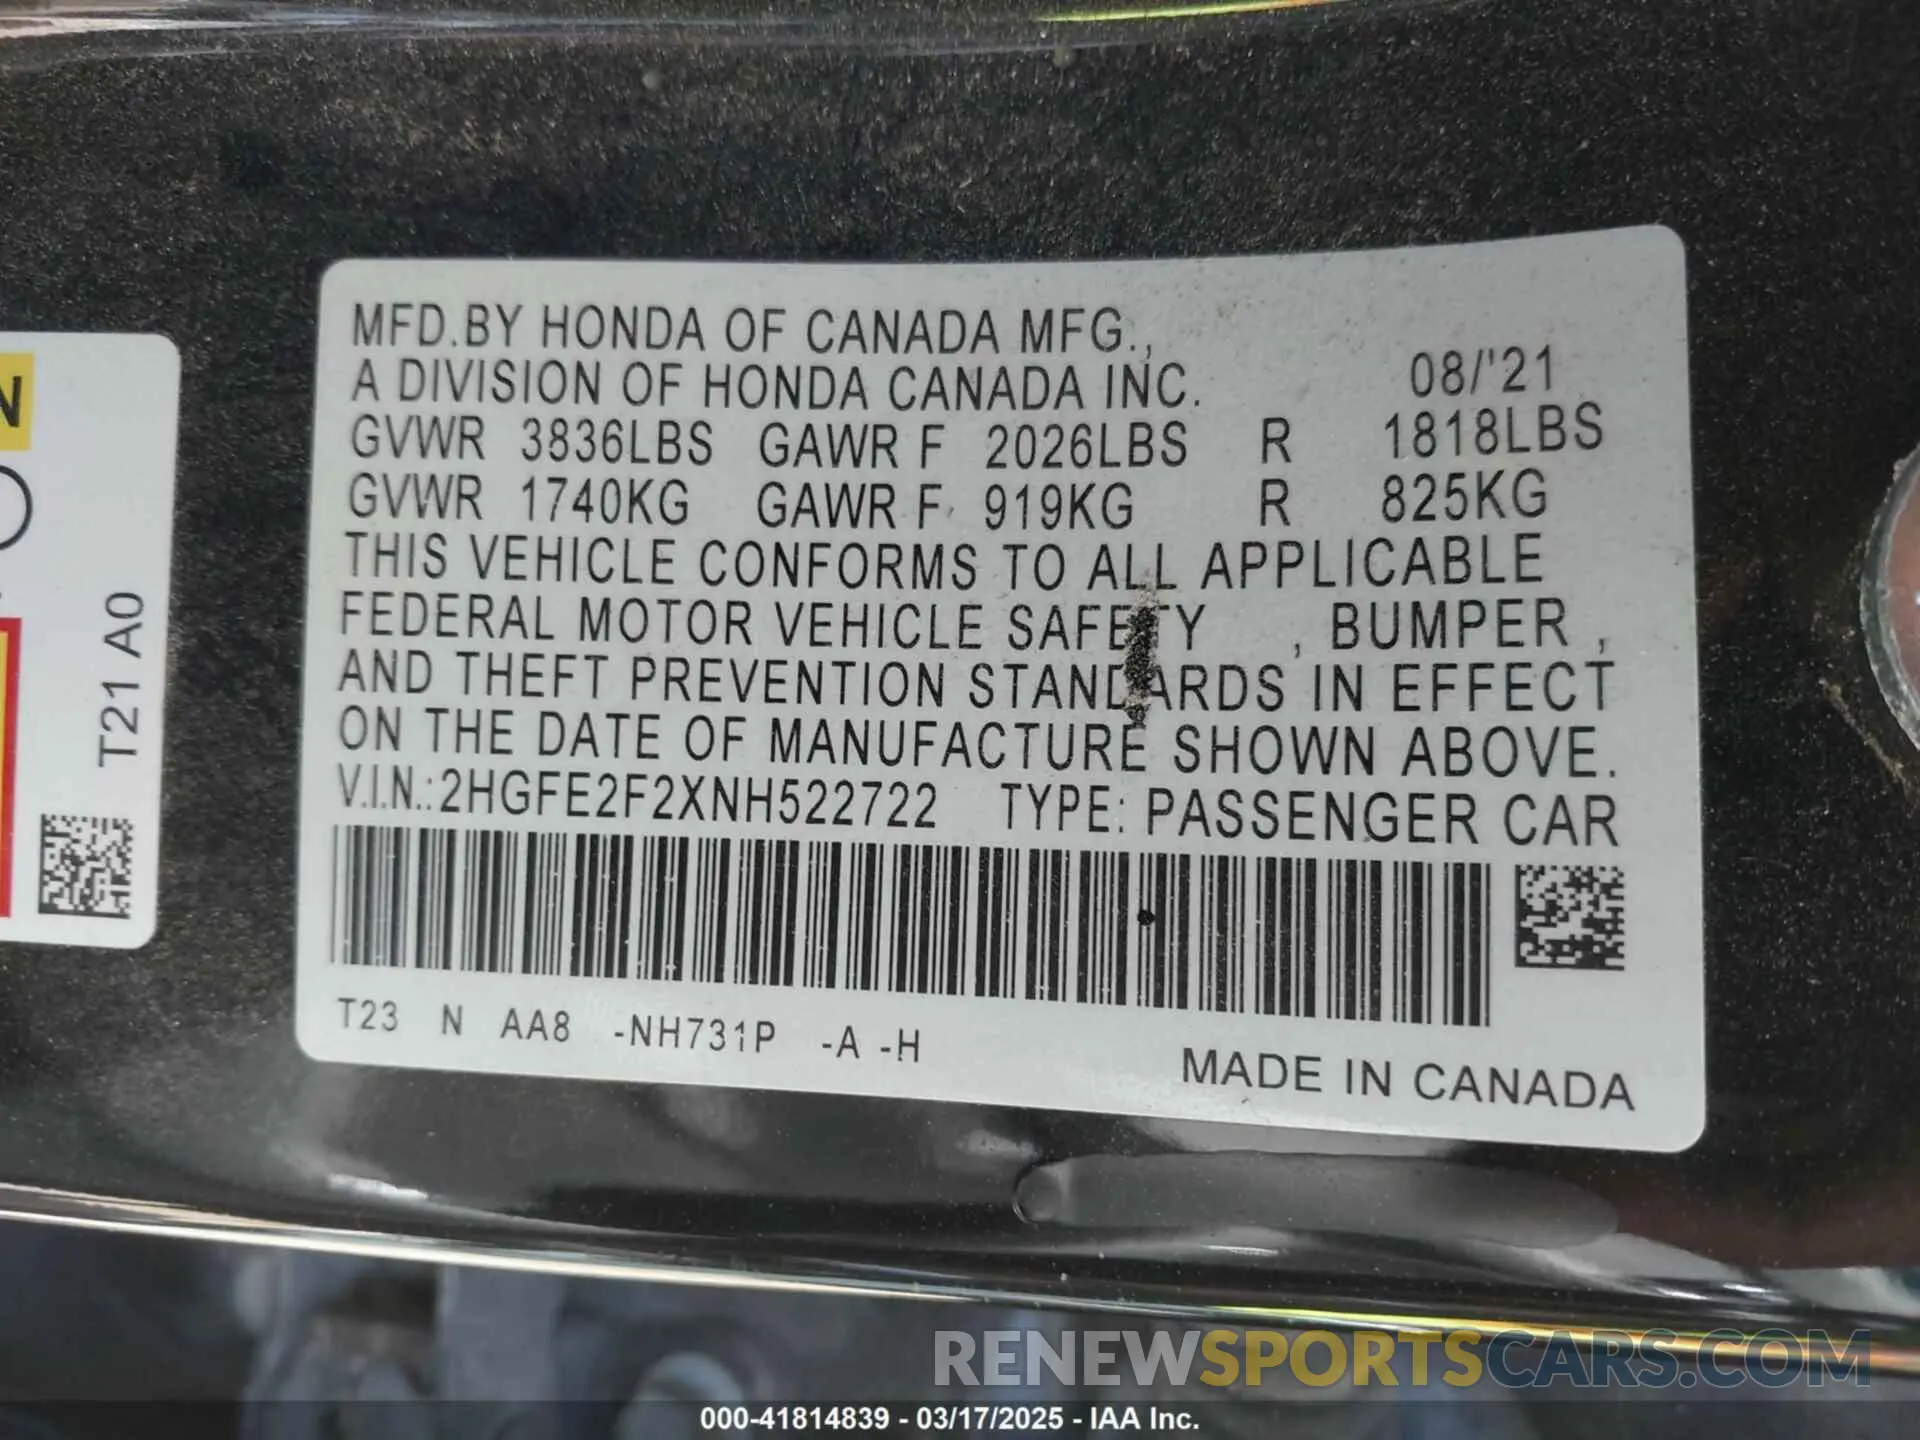 MFD.BY HONDA OF CANADA MFG.,
A DIVISION OF HONDA CANADA INC. 08/'21
GVWR 3836LBS GAWR F 2026LBS R 1818LBS
GVWR 1740KG GAWR F 919KG R 825KG
THIS VEHICLE CONFORMS TO ALL APPLICABLE
FEDERAL MOTOR VEHICLE SAFETY , BUMPER ,
AND THEFT PREVENTION STANDARDS IN EFFECT
ON THE DATE OF MANUFACTURE SHOWN ABOVE.
V.I.N.:2HGFE2F2XNH522722 TYPE: PASSENGER CAR
T23 N AA8 -NH731P -A -H
MADE IN CANADA
N
T21 A0
RENEWSPORTSCARS.COM
000-41814839 - 03/17/2025 - IAA Inc.